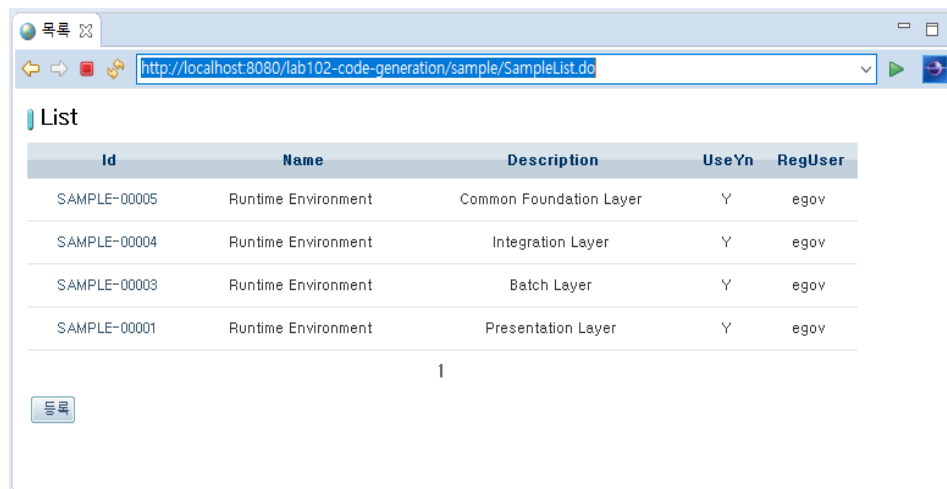 목록
http://localhost:8080/lab102-code-generation/sample/SampleList.do
List
Id Name Description UseYn RegUser
SAMPLE-00005 Runtime Environment Common Foundation Layer Y egov
SAMPLE-00004 Runtime Environment Integration Layer Y egov
SAMPLE-00003 Runtime Environment Batch Layer Y egov
SAMPLE-00001 Runtime Environment Presentation Layer Y egov
1
등록